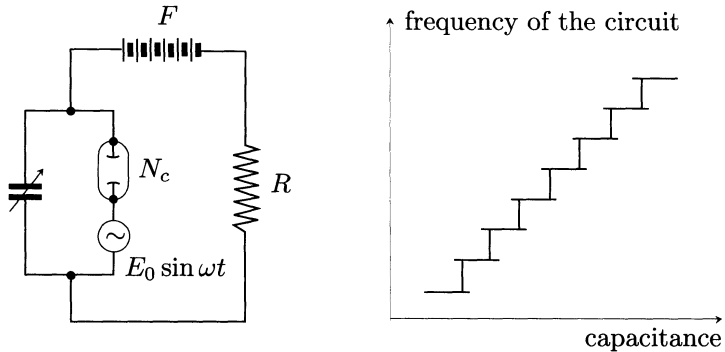 F
N_c
R
E_0 sin ωt
frequency of the circuit
capacitance